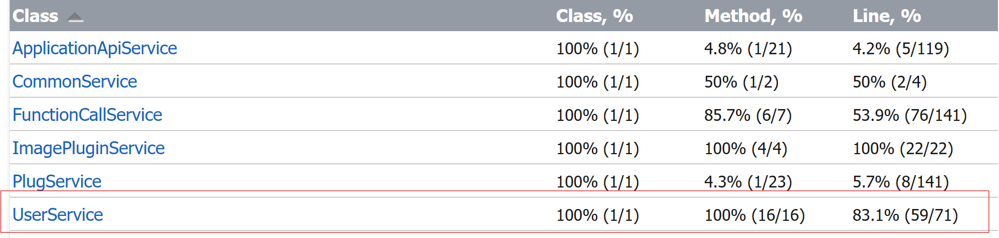 Class Class, % Method, % Line, %
ApplicationApiService 100% (1/1) 4.8% (1/21) 4.2% (5/119)
CommonService 100% (1/1) 50% (1/2) 50% (2/4)
FunctionCallService 100% (1/1) 85.7% (6/7) 53.9% (76/141)
ImagePluginService 100% (1/1) 100% (4/4) 100% (22/22)
PlugService 100% (1/1) 4.3% (1/23) 5.7% (8/141)
UserService 100% (1/1) 100% (16/16) 83.1% (59/71)